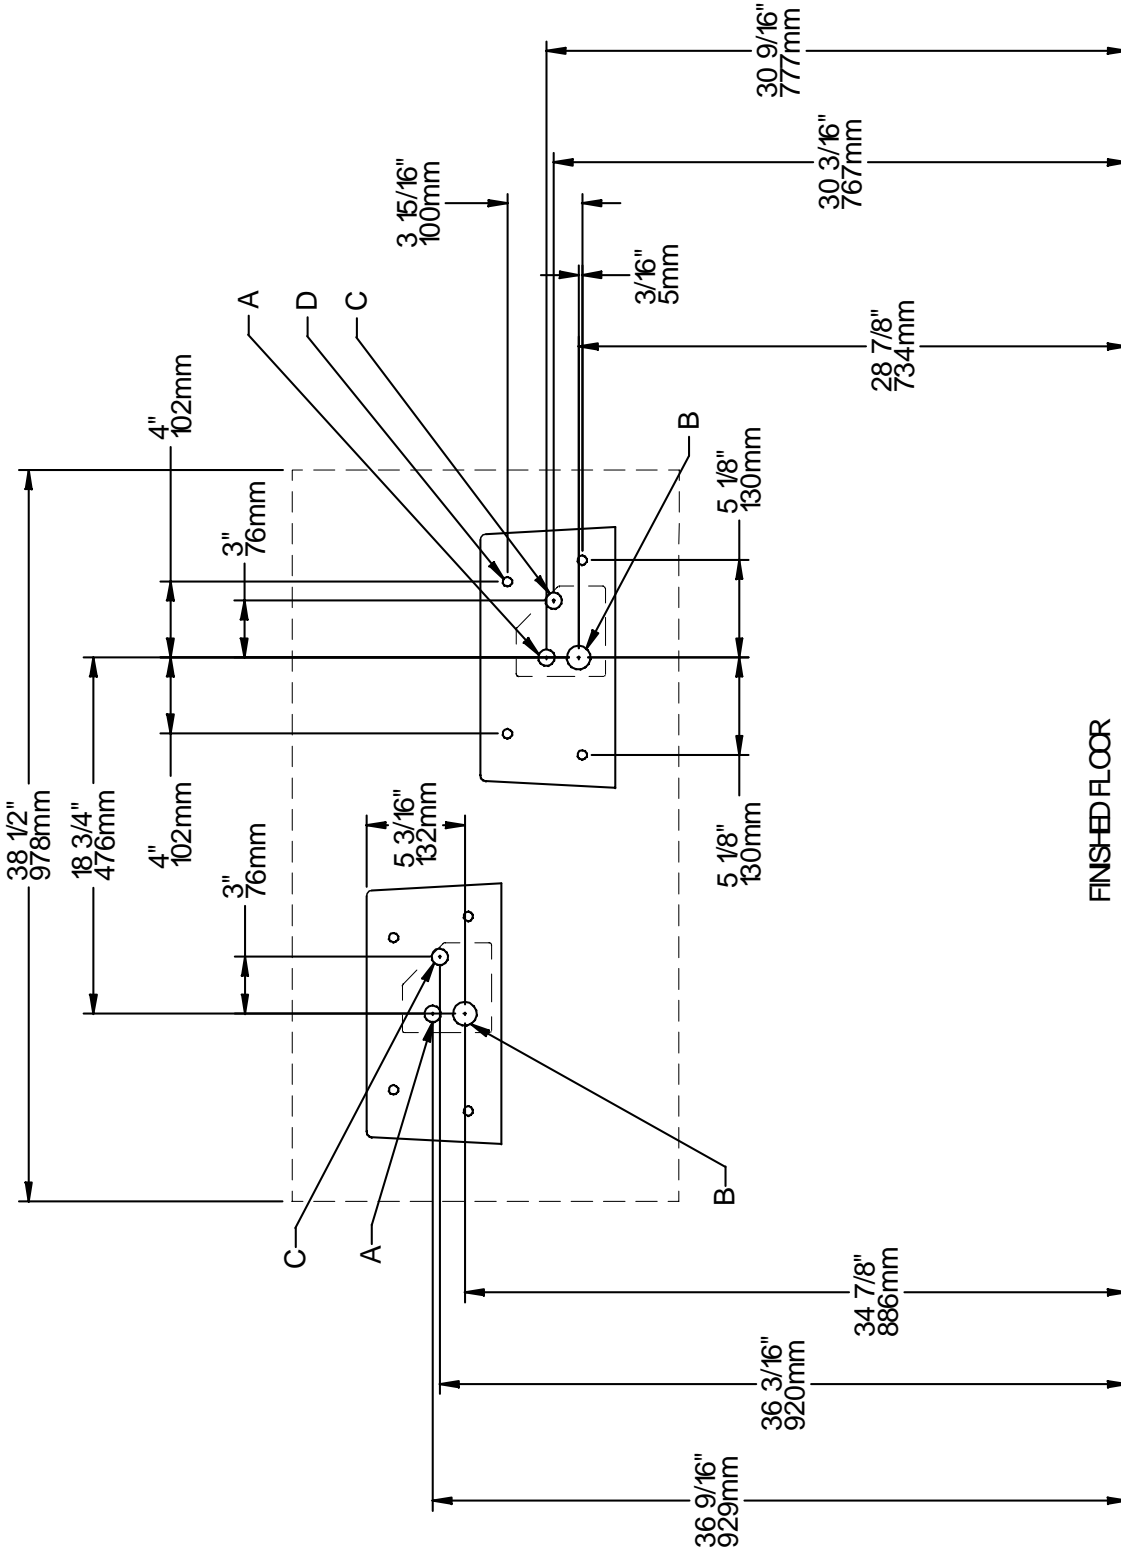 38 1/2"
978mm
18 3/4"
476mm
4"
102mm
4"
102mm
3"
76mm
3"
76mm
C
A
5 3/16"
132mm
A
D
C
3 15/16"
100mm
3/16"
5mm
B
B
5 1/8"
130mm
5 1/8"
130mm
36 9/16"
929mm
36 3/16"
920mm
34 7/8"
886mm
28 7/8"
734mm
30 3/16"
767mm
30 9/16"
777mm
FINISHED FLOOR